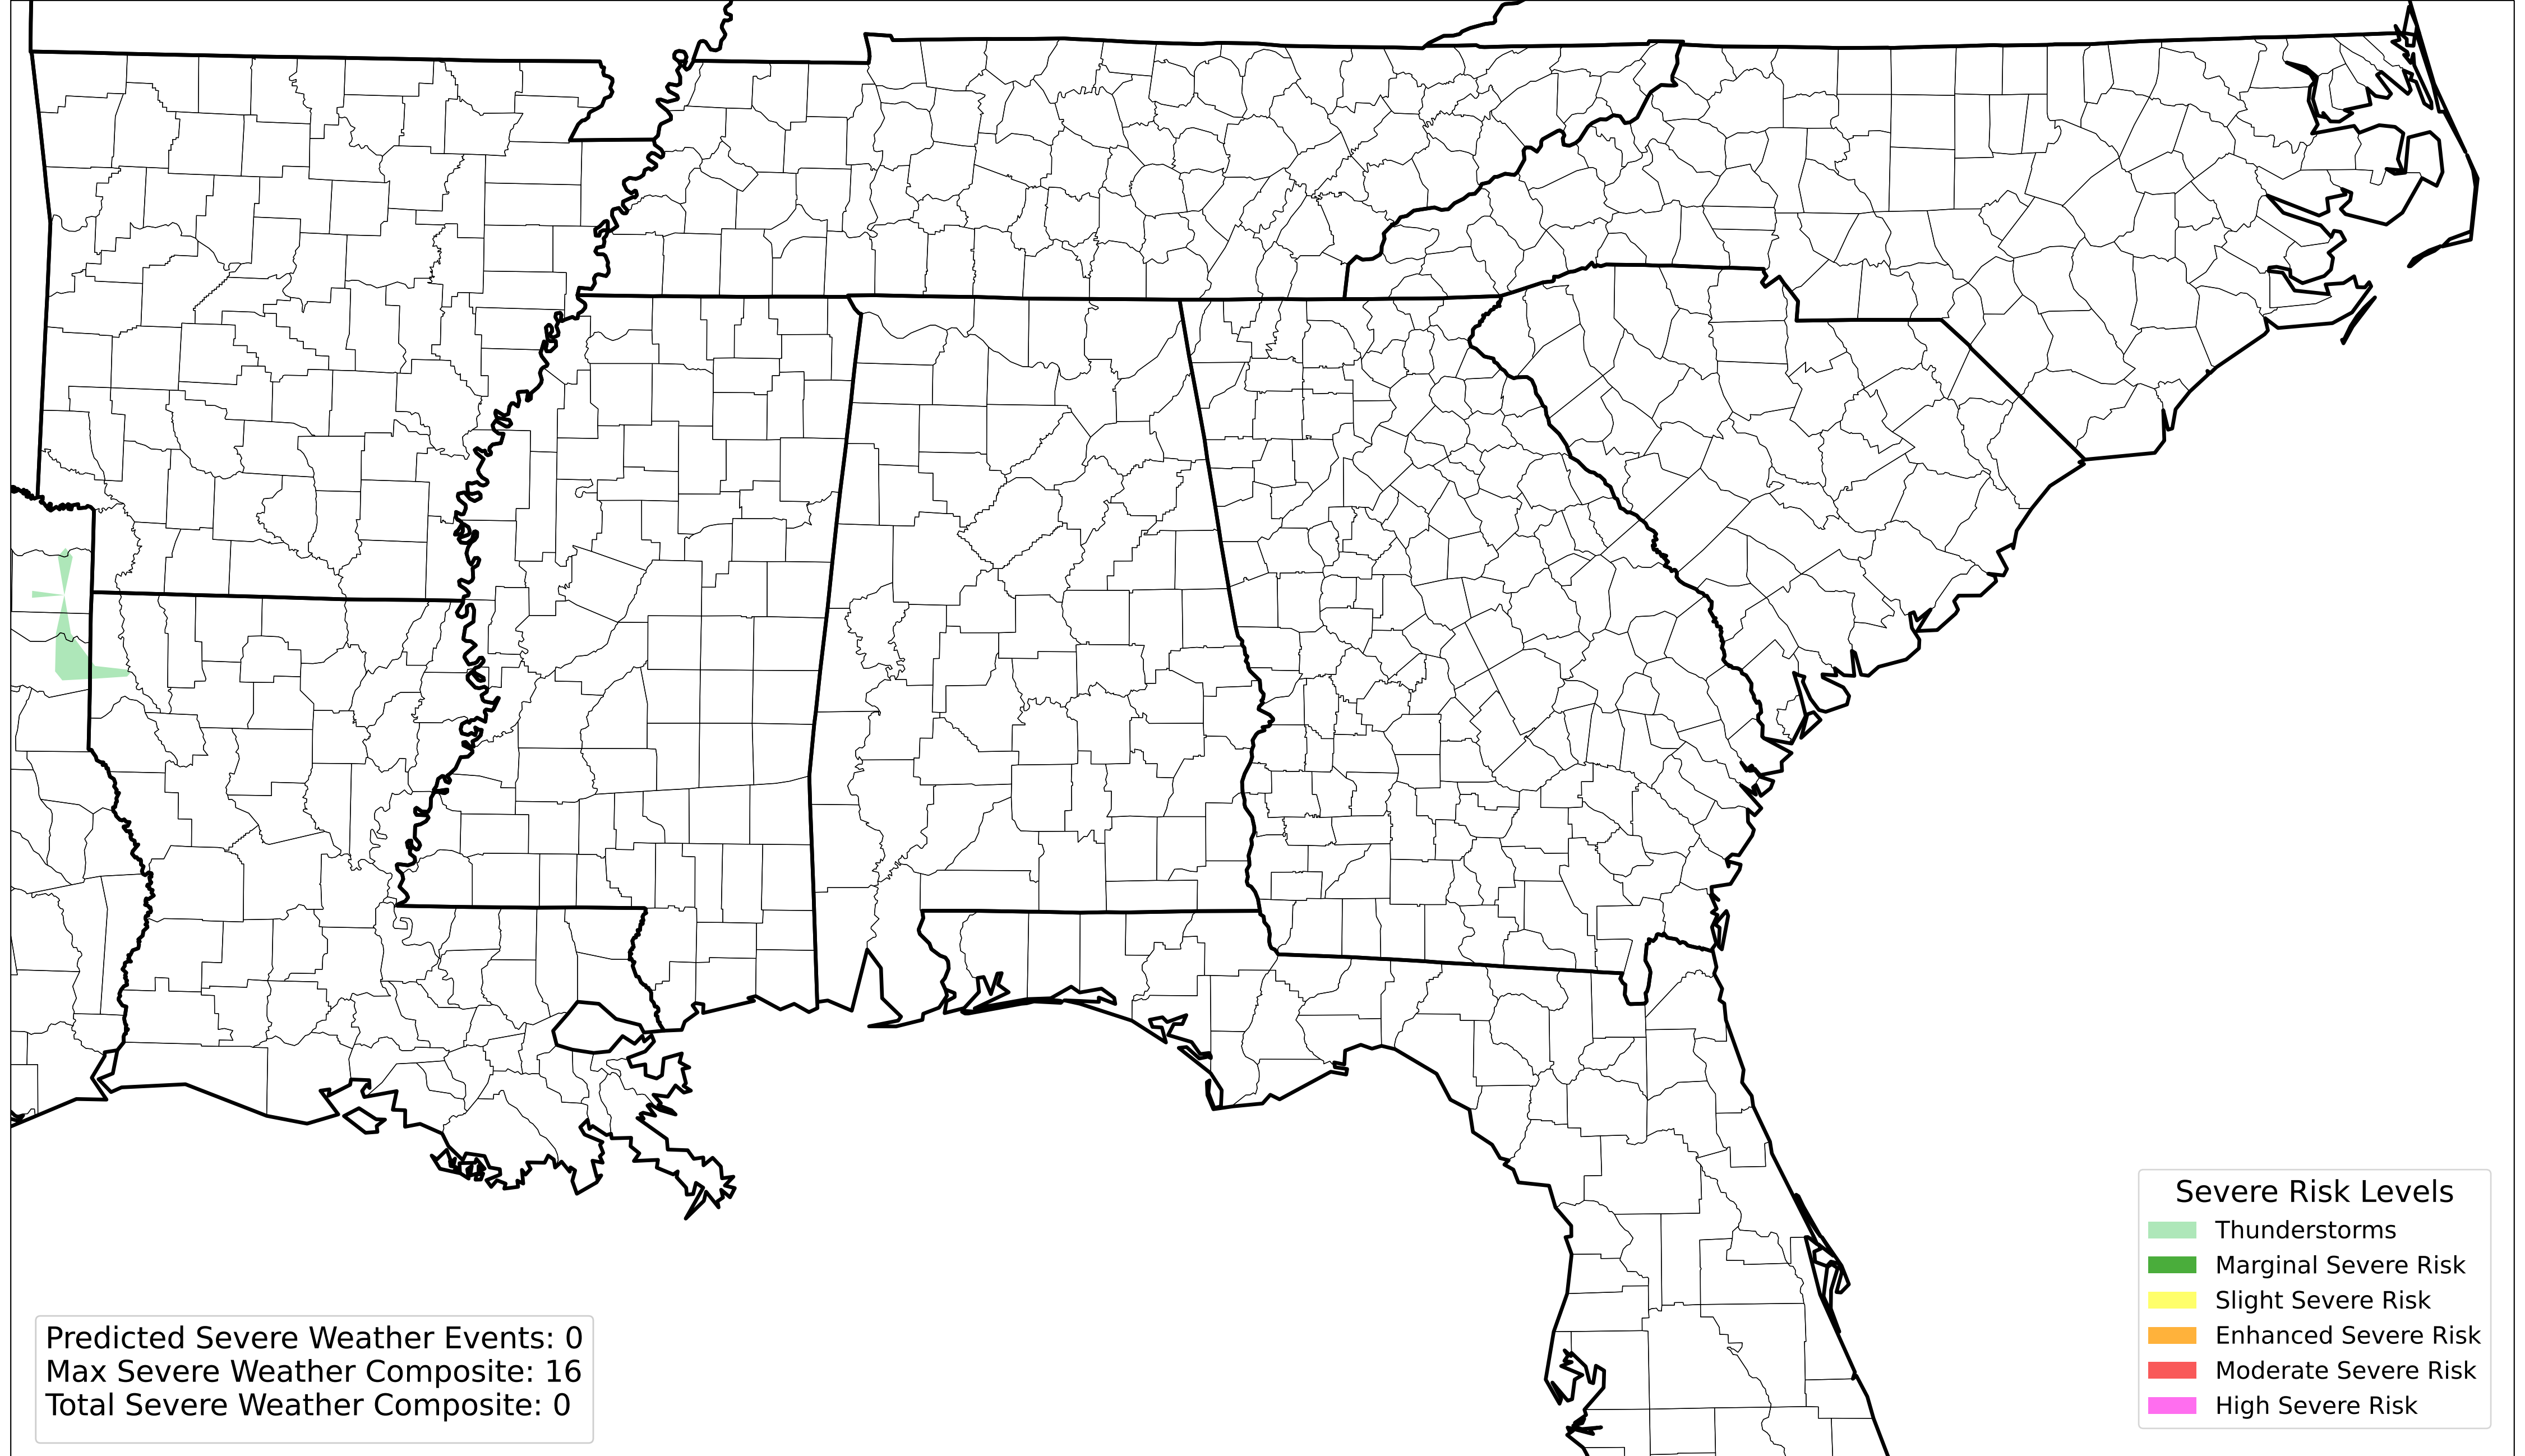 Severe Risk Levels
Thunderstorms
Marginal Severe Risk
Slight Severe Risk
Enhanced Severe Risk
Moderate Severe Risk
High Severe Risk
Predicted Severe Weather Events: 0
Max Severe Weather Composite: 16
Total Severe Weather Composite: 0